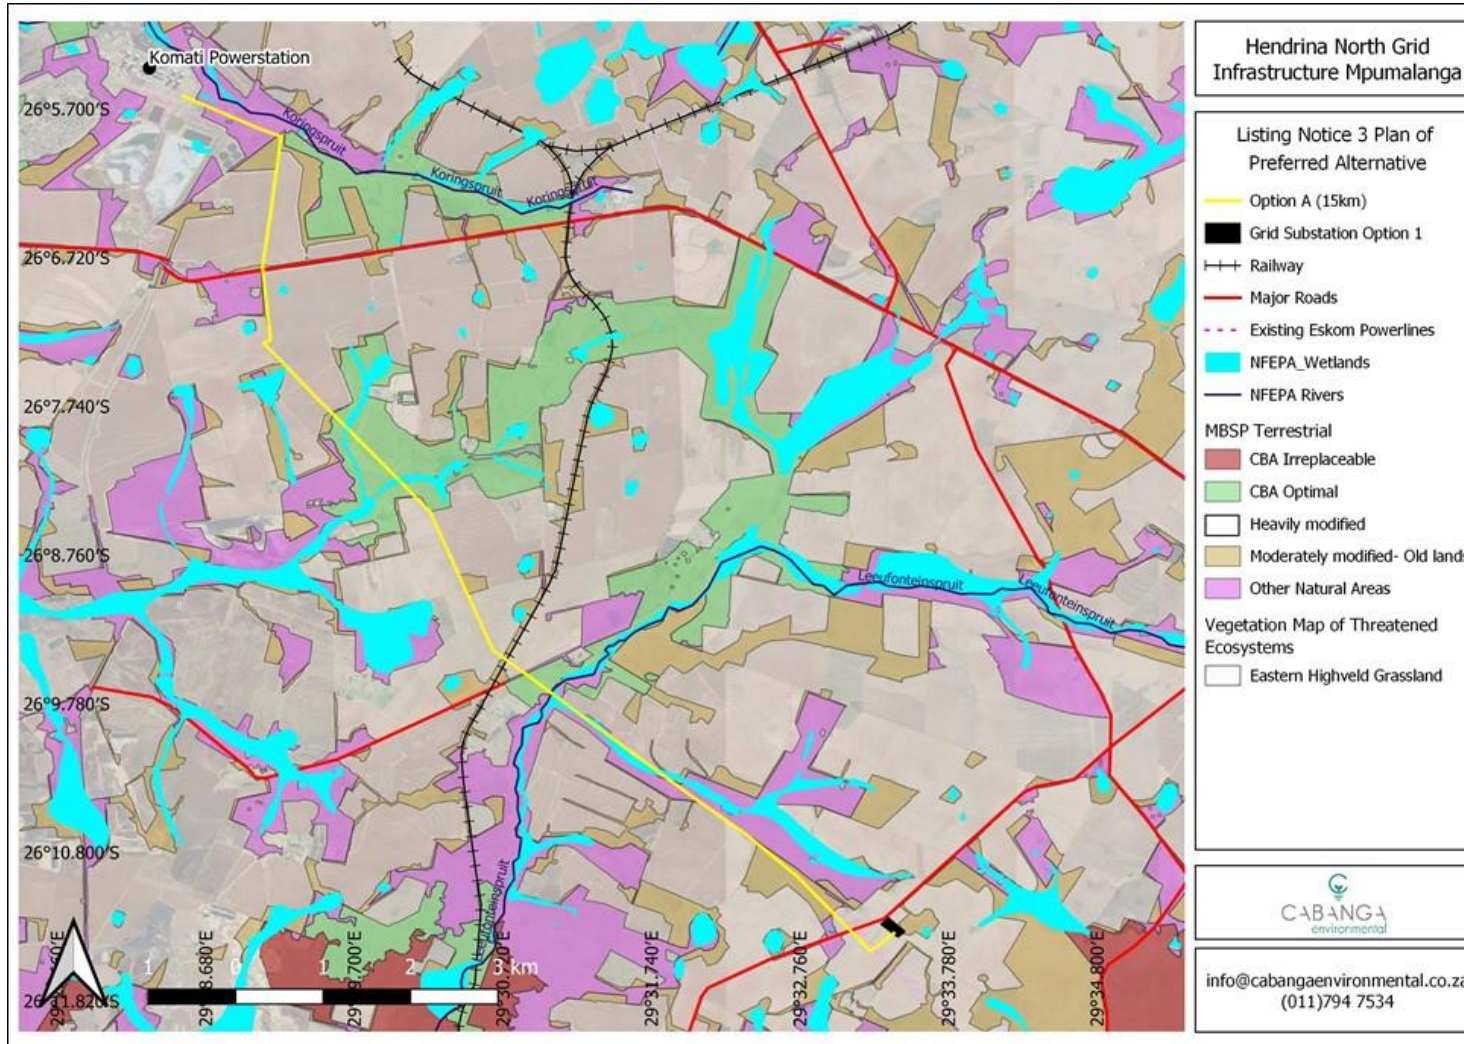 Hendrina North Grid
Infrastructure Mpumalanga
Listing Notice 3 Plan of
Preferred Alternative
Option A (15km)
Grid Substation Option 1
Railway
Major Roads
Existing Eskom Powerlines
NFEPA_Wetlands
NFEPA Rivers
MBSP Terrestrial
CBA Irreplaceable
CBA Optimal
Heavily modified
Moderately modified- Old lands
Other Natural Areas
Vegetation Map of Threatened
Ecosystems
Eastern Highveld Grassland
CABANGA
environmental
info@cabangaenvironmental.co.za
(011)794 7534
Komati Powerstation
26°5.700'S
Koringspruit
Koringspruit
Koringspruit
26°6.720'S
26°7.740'S
26°8.760'S
Leeufonteinspruit
Leeufonteinspruit
26°9.780'S
26°10.800'S
Leeufonteinspruit
29°31.740'E
29°32.760'E
29°33.780'E
29°34.800'E
1 0 1 2 3 km